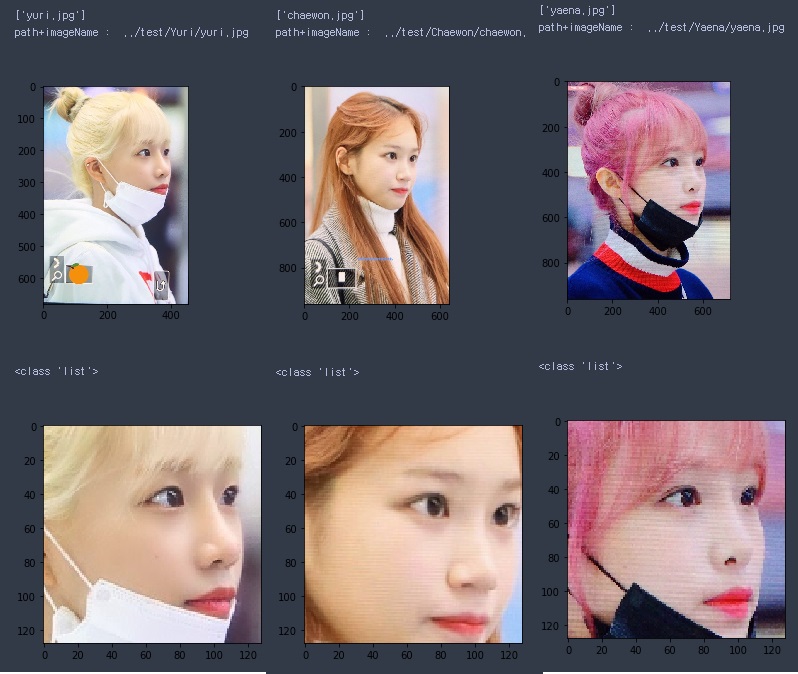 ['yuri.jpg']
path+imageName :  ../test/Yuri/yuri.jpg
['chaewon.jpg']
path+imageName :  ../test/Chaewon/chaewon.
['yaena.jpg']
path+imageName :  ../test/Yaena/yaena.jpg
0
100
200
300
400
500
600
0 200 400
0
200
400
600
800
0 200 400 600
0
200
400
600
800
0 200 400 600
<class 'list'>
<class 'list'>
<class 'list'>
0
20
40
60
80
100
120
0 20 40 60 80 100 120
0
20
40
60
80
100
120
0 20 40 60 80 100 120
0
20
40
60
80
100
120
0 20 40 60 80 100 120